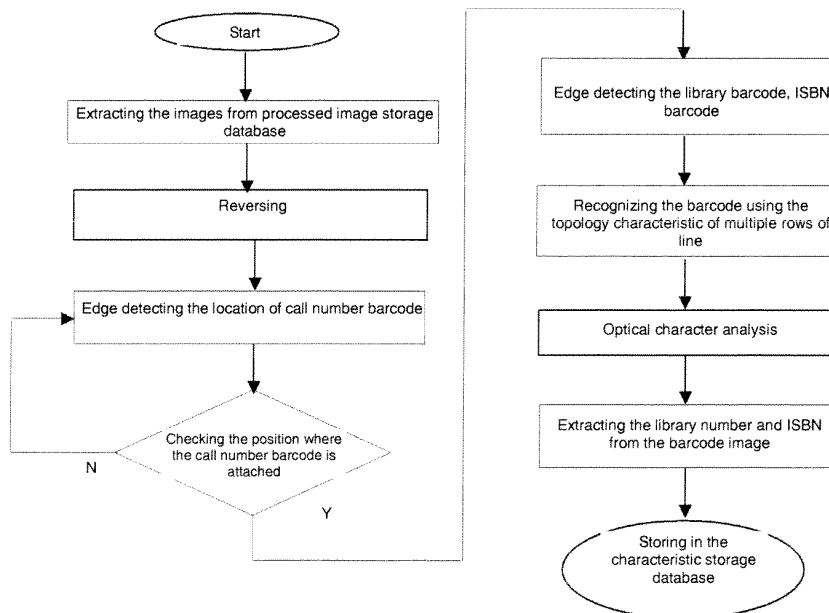 Start
Extracting the images from processed image storage
database
Reversing
Edge detecting the location of call number barcode
Checking the position where
the call number barcode is
attached
N
Y
Edge detecting the library barcode, ISBN
barcode
Recognizing the barcode using the
topology characteristic of multiple rows of
line
Optical character analysis
Extracting the library number and ISBN
from the barcode image
Storing in the
characteristic storage
database